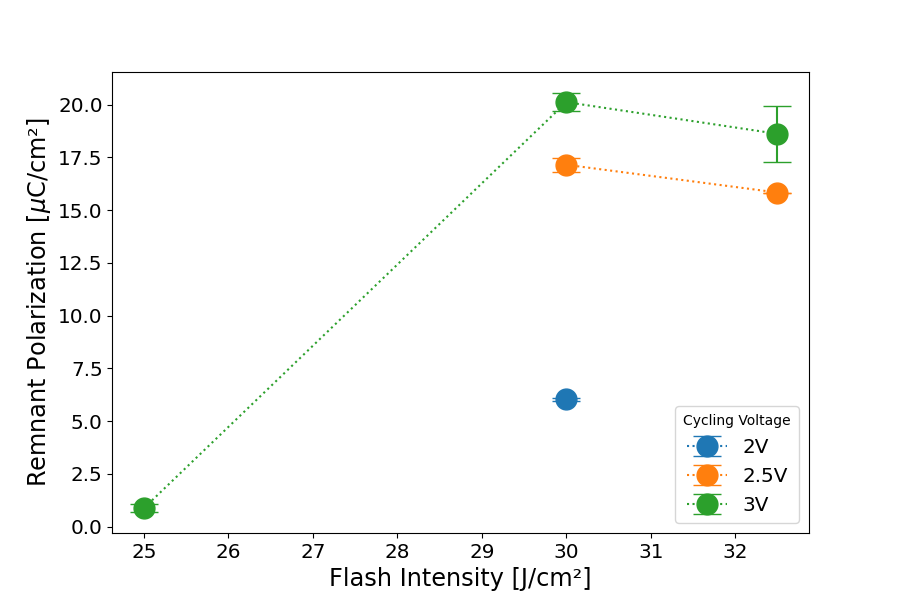 Remnant Polarization [μC/cm²]
20.0
17.5
15.0
12.5
10.0
7.5
5.0
2.5
0.0
25 26 27 28 29 30 31 32
Flash Intensity [J/cm²]
Cycling Voltage
2V
2.5V
3V